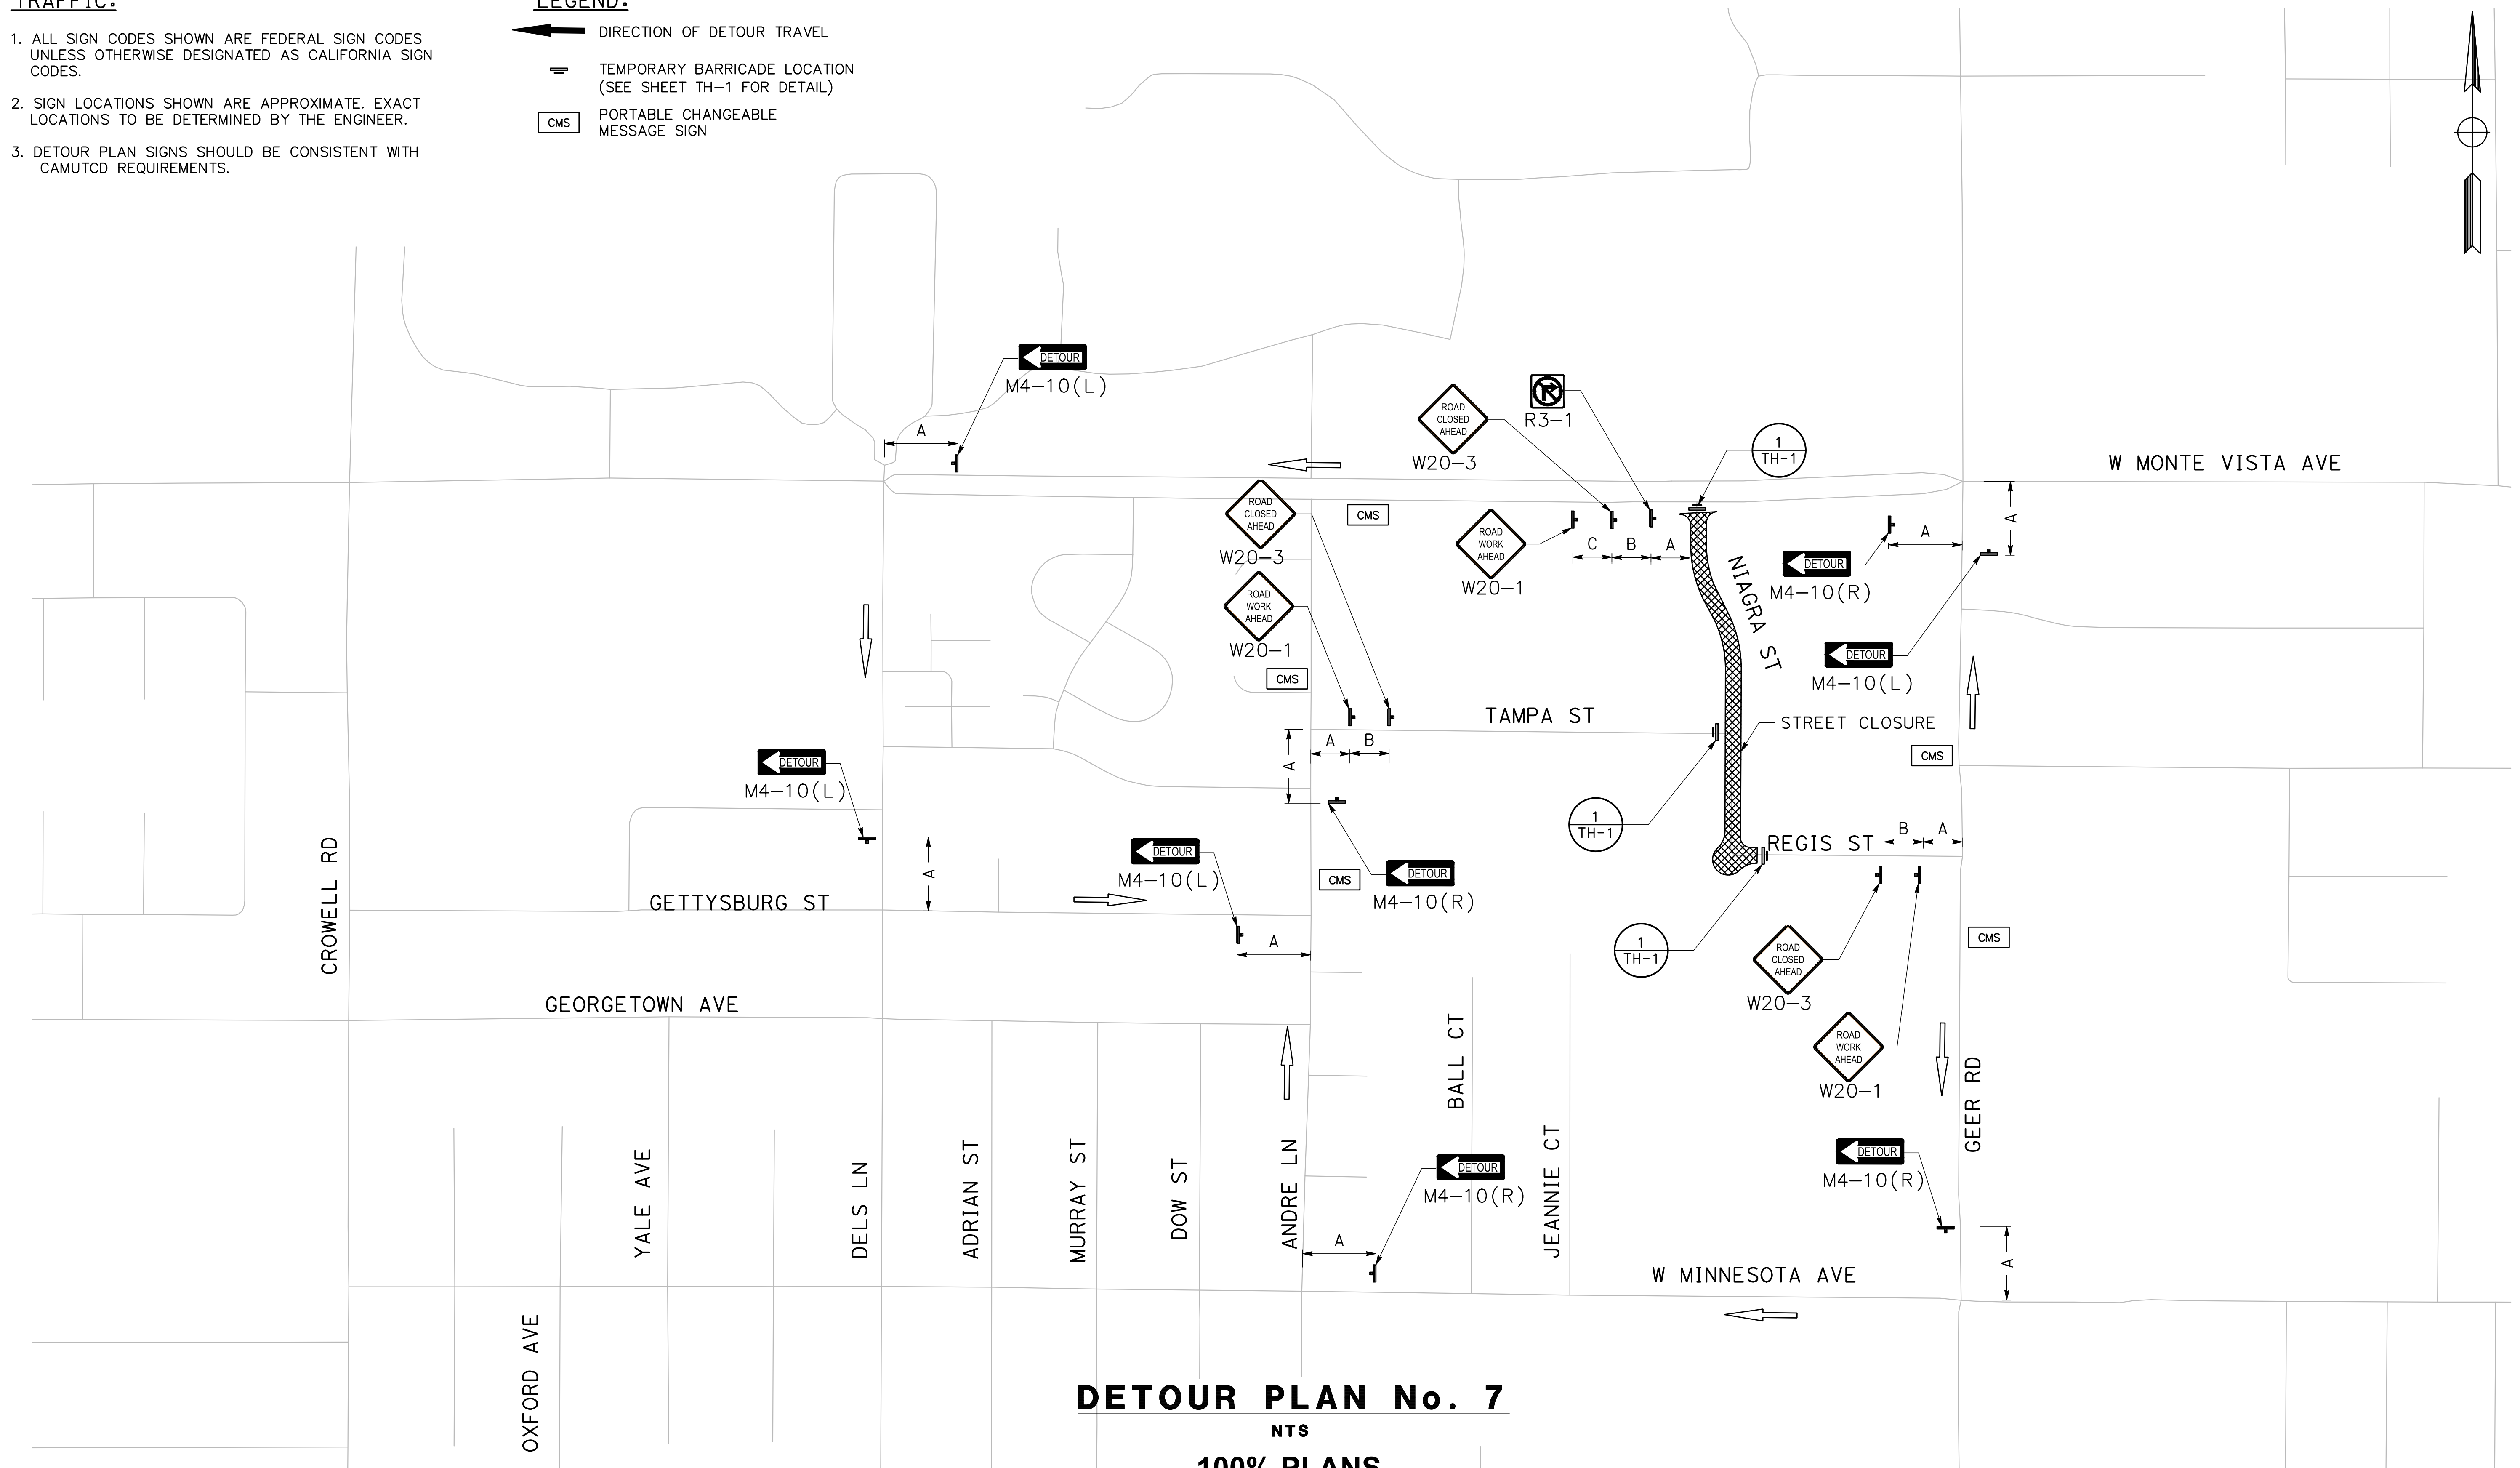 TRAFFIC:
1. ALL SIGN CODES SHOWN ARE FEDERAL SIGN CODES
UNLESS OTHERWISE DESIGNATED AS CALIFORNIA SIGN
CODES.
2. SIGN LOCATIONS SHOWN ARE APPROXIMATE. EXACT
LOCATIONS TO BE DETERMINED BY THE ENGINEER.
3. DETOUR PLAN SIGNS SHOULD BE CONSISTENT WITH
CAMUTCD REQUIREMENTS.
LEGEND:
DIRECTION OF DETOUR TRAVEL
TEMPORARY BARRICADE LOCATION
(SEE SHEET TH-1 FOR DETAIL)
CMS
PORTABLE CHANGEABLE
MESSAGE SIGN
DETOUR
M4-10(L)
A
ROAD
CLOSED
AHEAD
W20-3
R3-1
1
TH-1
W MONTE VISTA AVE
ROAD
CLOSED
AHEAD
W20-3
CMS
ROAD
WORK
AHEAD
W20-1
C
B
A
NIAGRA ST
DETOUR
M4-10(R)
A
A
ROAD
WORK
AHEAD
W20-1
DETOUR
M4-10(L)
CMS
TAMPA ST
STREET CLOSURE
A
B
A
CMS
DETOUR
M4-10(L)
A
1
TH-1
REGIS ST
B
A
DETOUR
M4-10(L)
CMS
DETOUR
M4-10(R)
CROWELL RD
GETTYSBURG ST
A
1
TH-1
ROAD
CLOSED
AHEAD
W20-3
CMS
GEORGETOWN AVE
ROAD
WORK
AHEAD
W20-1
BALL CT
GEER RD
YALE AVE
DELS LN
ADRIAN ST
MURRAY ST
DOW ST
ANDRE LN
JEANNIE CT
DETOUR
M4-10(R)
A
DETOUR
M4-10(R)
A
W MINNESOTA AVE
OXFORD AVE
DETOUR PLAN No. 7
NTS
100% PLANS